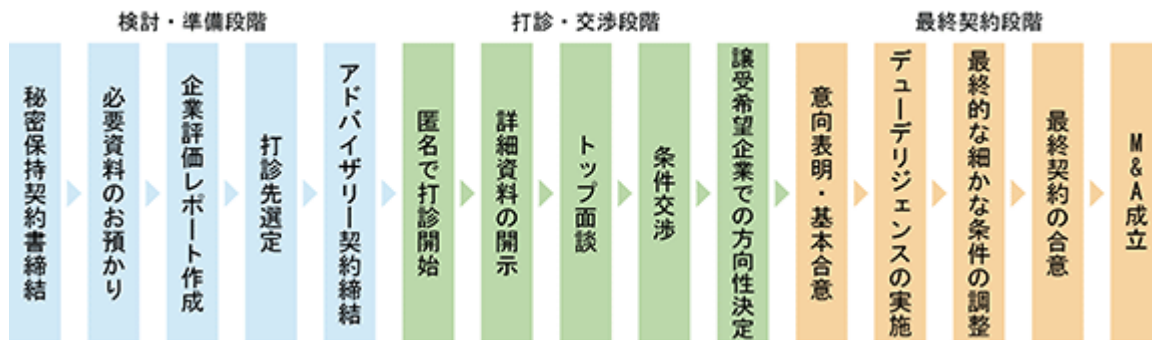 検討・準備段階
秘密保持契約書締結
必要資料のお預かり
企業評価レポート作成
打診先選定
アドバイザリー契約締結
打診・交渉段階
匿名で打診開始
詳細資料の開示
トップ面談
条件交渉
譲受希望企業での方向性決定
最終契約段階
意向表明・基本合意
デューデリジェンスの実施
最終的な細かな条件の調整
最終契約の合意
M&A成立